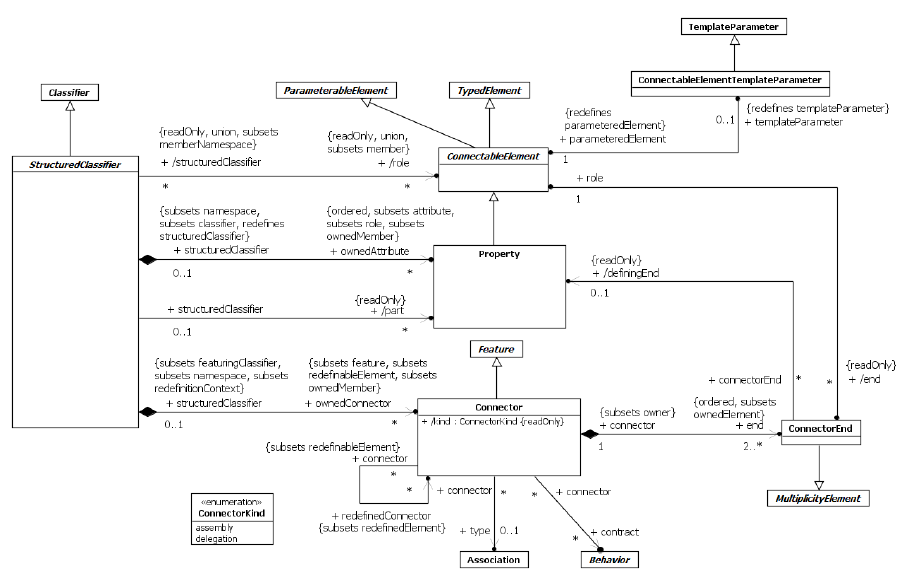 TemplateParameter
Classifier
ParameterableElement
TypedElement
ConnectableElementTemplateParameter
{readOnly, union, subsets
memberNamespace}
+ /structuredClassifier
*
{readOnly, union,
subsets member}
+ /role
*
{redefines
parameteredElement}
+ parameteredElement
1
0..1
{redefines templateParameter}
+ templateParameter
StructuredClassifier
ConnectableElement
+ role
1
{subsets namespace,
subsets classifier, redefines
structuredClassifier}
+ structuredClassifier
0..1
{ordered, subsets attribute,
subsets role, subsets
ownedMember}
+ ownedAttribute
*
Property
{readOnly}
+ /definingEnd
0..1
+ structuredClassifier
0..1
{readOnly}
+ /part
*
Feature
{subsets featuringClassifier,
subsets namespace, subsets
redefinitionContext}
+ structuredClassifier
0..1
{subsets feature, subsets
redefinableElement, subsets
ownedMember}
+ ownedConnector
*
+ connectorEnd
*
*
{readOnly}
+ /end
Connector
+ /kind : ConnectorKind {readOnly}
{subsets owner}
+ connector
1
{ordered, subsets
ownedElement}
+ end
2..*
ConnectorEnd
{subsets redefinableElement}
+ connector
*
*
+ redefinedConnector
{subsets redefinedElement}
+ connector
*
+ type
0..1
*
+ connector
+ contract
*
MultiplicityElement
«enumeration»
ConnectorKind
assembly
delegation
Association
Behavior